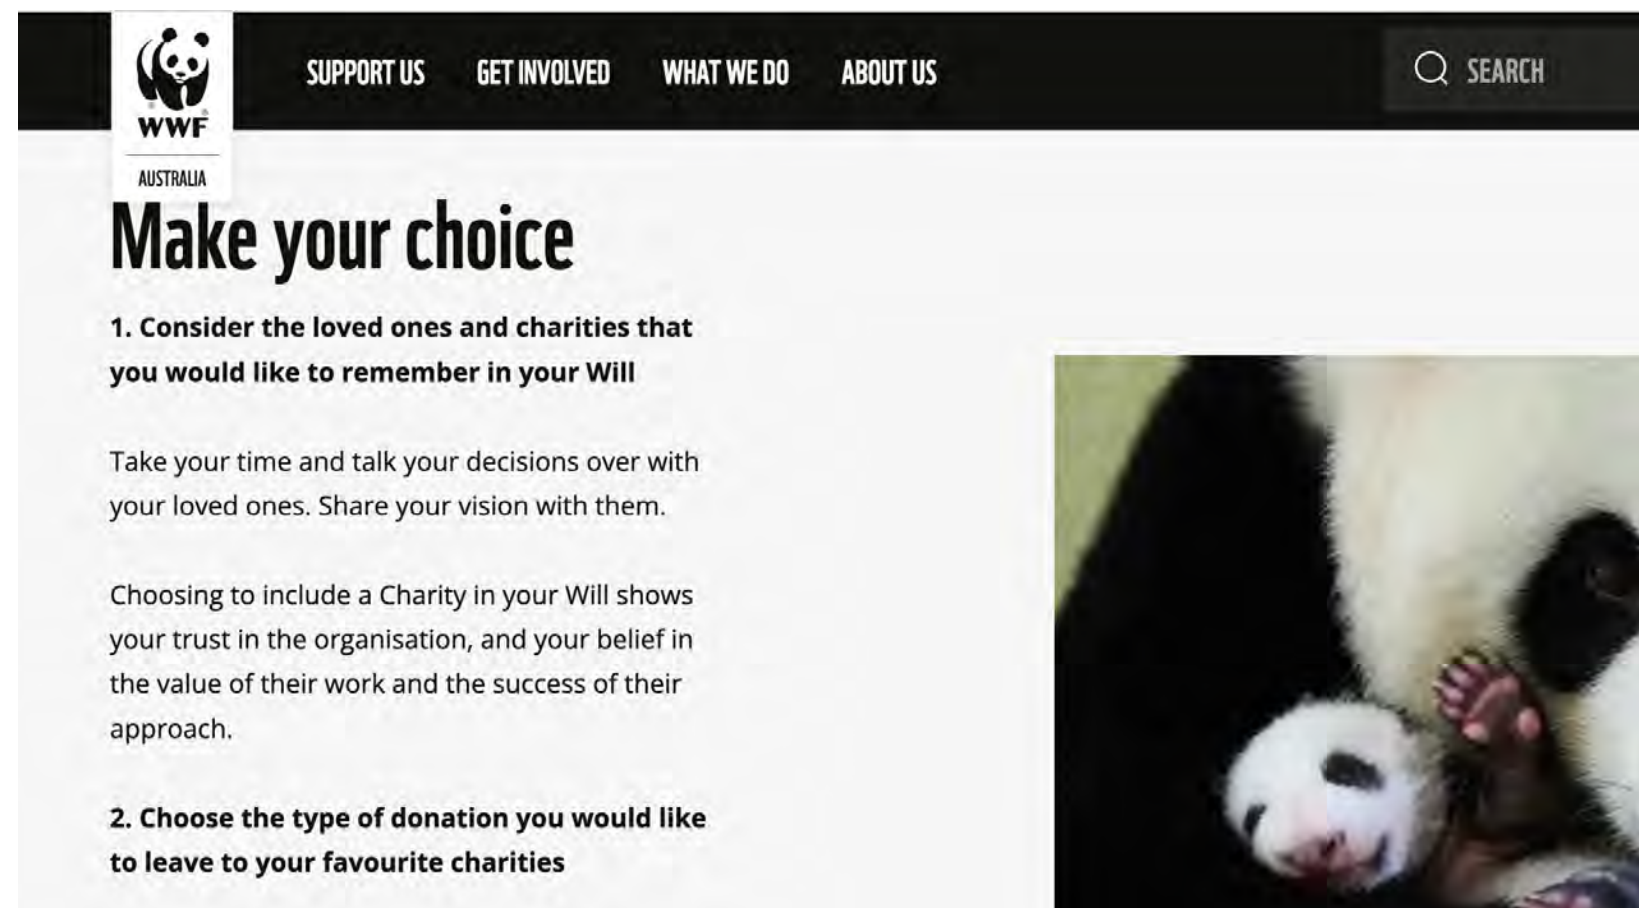 WWF
AUSTRALIA
SUPPORT US
GET INVOLVED
WHAT WE DO
ABOUT US
SEARCH
Make your choice
1. Consider the loved ones and charities that
you would like to remember in your Will
Take your time and talk your decisions over with
your loved ones. Share your vision with them.
Choosing to include a Charity in your Will shows
your trust in the organisation, and your belief in
the value of their work and the success of their
approach.
2. Choose the type of donation you would like
to leave to your favourite charities